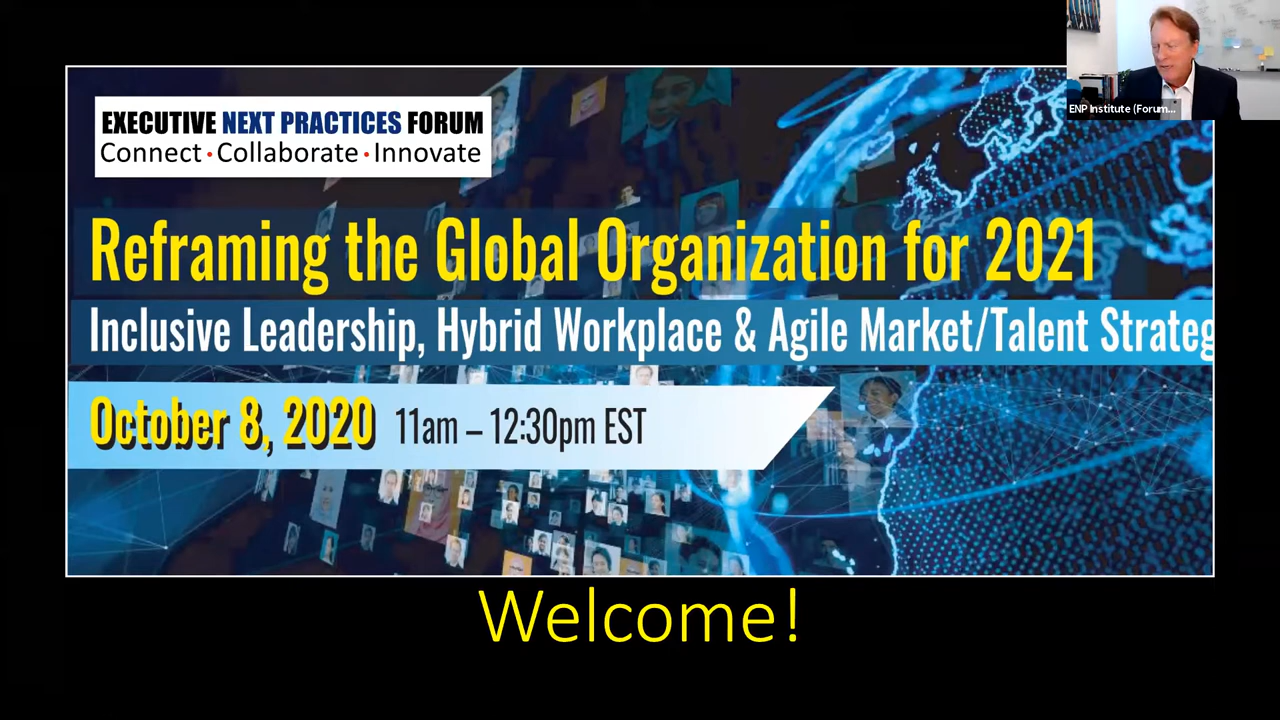 EXECUTIVE NEXT PRACTICES FORUM
Connect • Collaborate • Innovate
ENP Institute (Forum...
Reframing the Global Organization for 2021
Inclusive Leadership, Hybrid Workplace & Agile Market/Talent Strateg
October 8, 2020 11am – 12:30pm EST
Welcome!